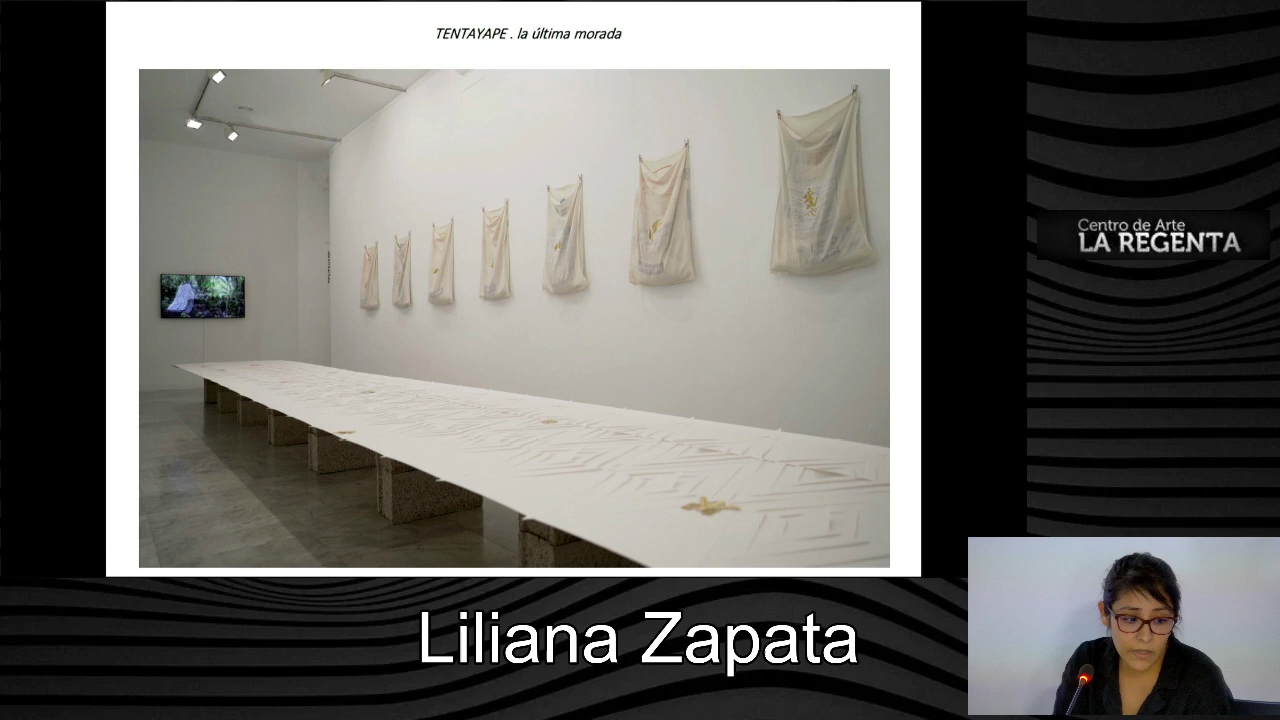 TENTAYAPE . la última morada
Centro de Arte
LA REGENTA
Liliana Zapata